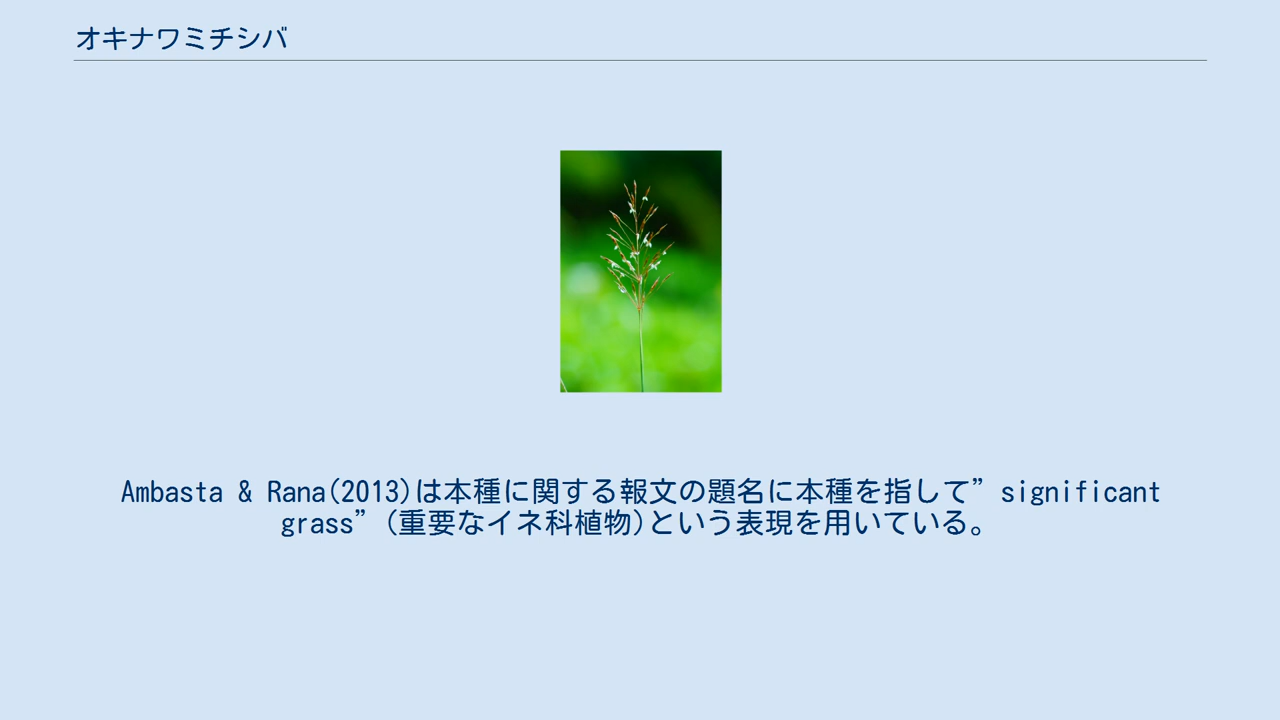 オキナワミチシバ
Ambasta & Rana(2013)は本種に関する報文の題名に本種を指して”significant
grass”(重要なイネ科植物)という表現を用いている。